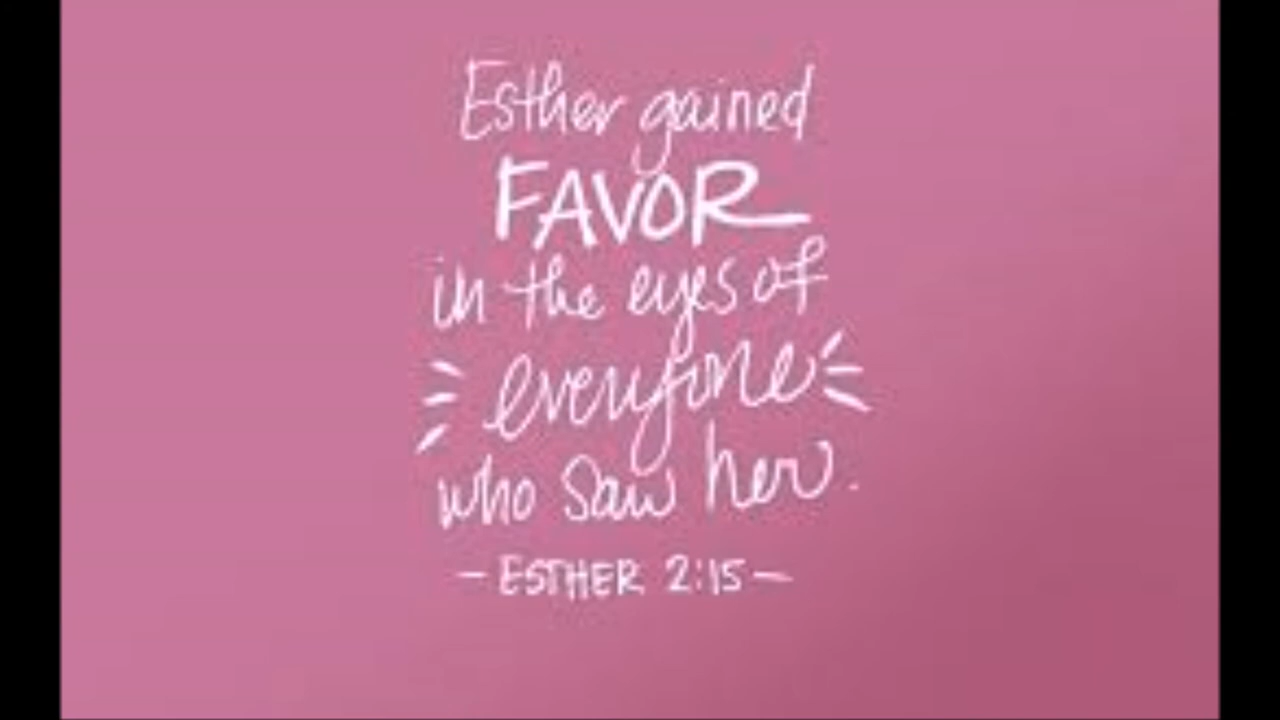 Esther gained
FAVOR
in the eyes of
everyone
who saw her.
- ESTHER 2:15 -